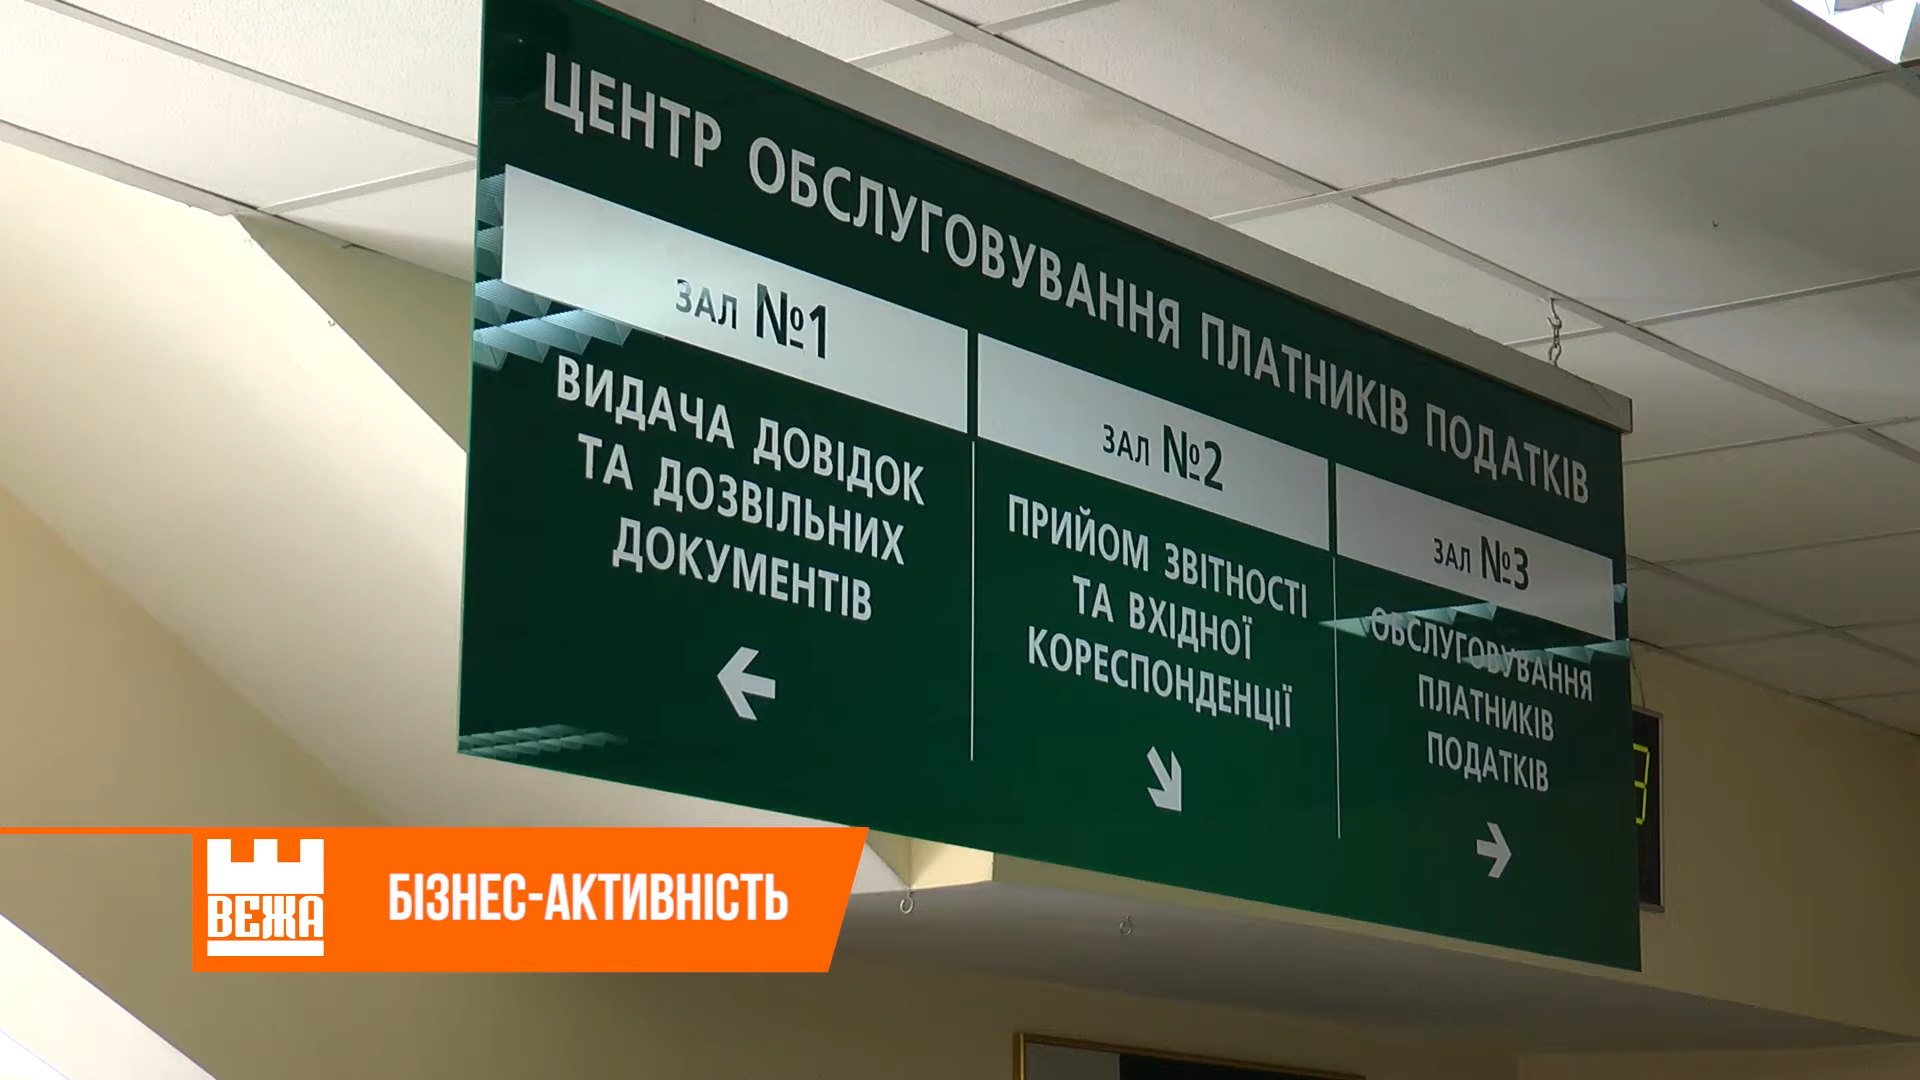 ЦЕНТР ОБСЛУГОВУВАННЯ ПЛАТНИКІВ ПОДАТКІВ
ЗАЛ №1
ВИДАЧА ДОВІДОК
ТА ДОЗВІЛЬНИХ
ДОКУМЕНТІВ
ЗАЛ №2
ПРИЙОМ ЗВІТНОСТІ
ТА ВХІДНОЇ
КОРЕСПОНДЕНЦІЇ
ЗАЛ №3
ОБСЛУГОВУВАННЯ
ПЛАТНИКІВ
ПОДАТКІВ
3
ВЕЖА
БІЗНЕС-АКТИВНІСТЬ